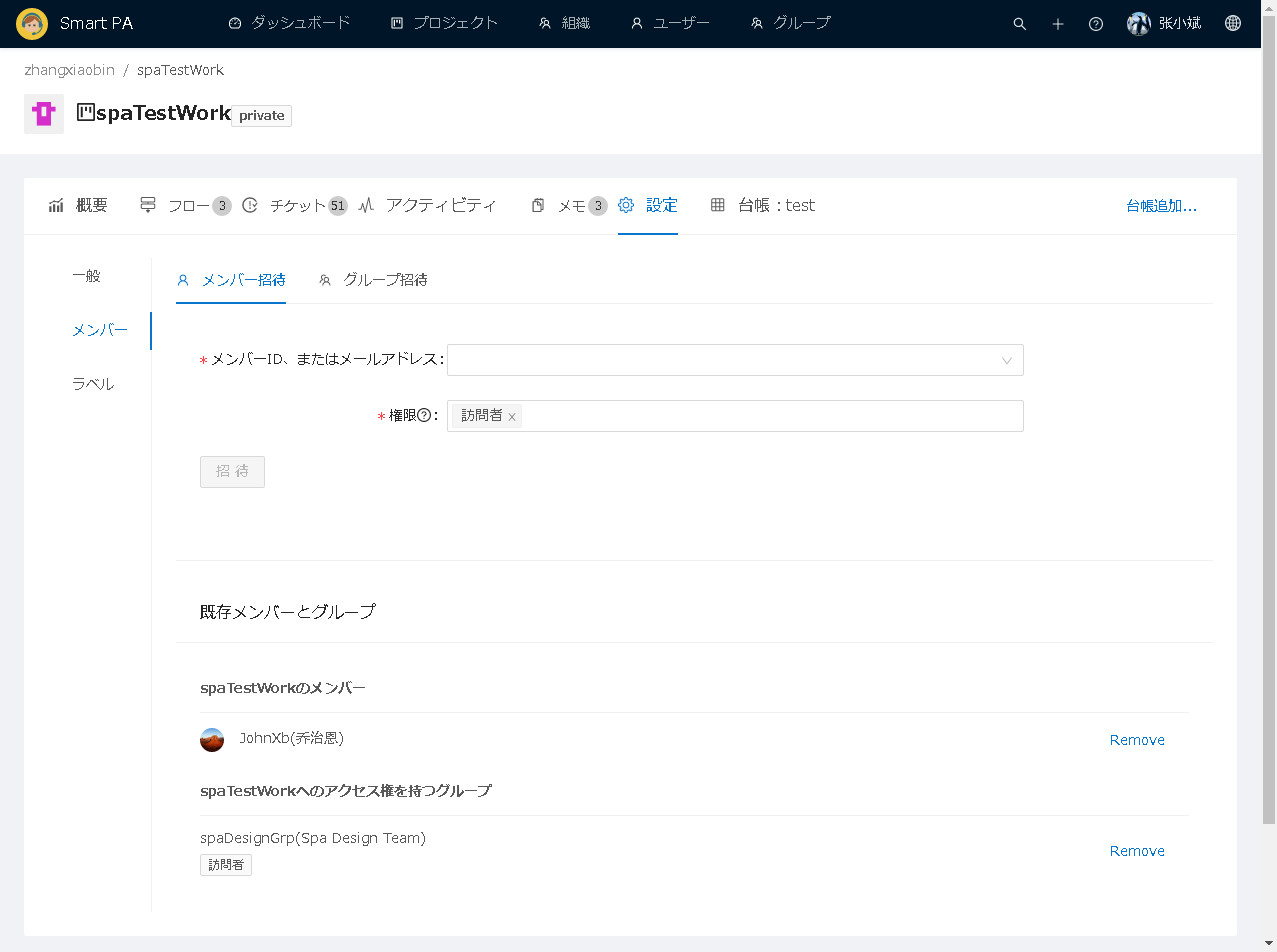 Smart PA ダッシュボード プロジェクト 組織 ユーザー グループ 张小斌
zhangxiaobin / spaTestWork
spaTestWork private
概要 フロー 3 チケット 51 アクティビティ メモ 3 設定 台帳：test 台帳追加...
一般
メンバー
ラベル
メンバー招待 グループ招待
* メンバーID、またはメールアドレス:
* 権限 : 訪問者 ×
招 待
既存メンバーとグループ
spaTestWorkのメンバー
JohnXb(乔治恩) Remove
spaTestWorkへのアクセス権を持つグループ
spaDesignGrp(Spa Design Team)
訪問者 Remove